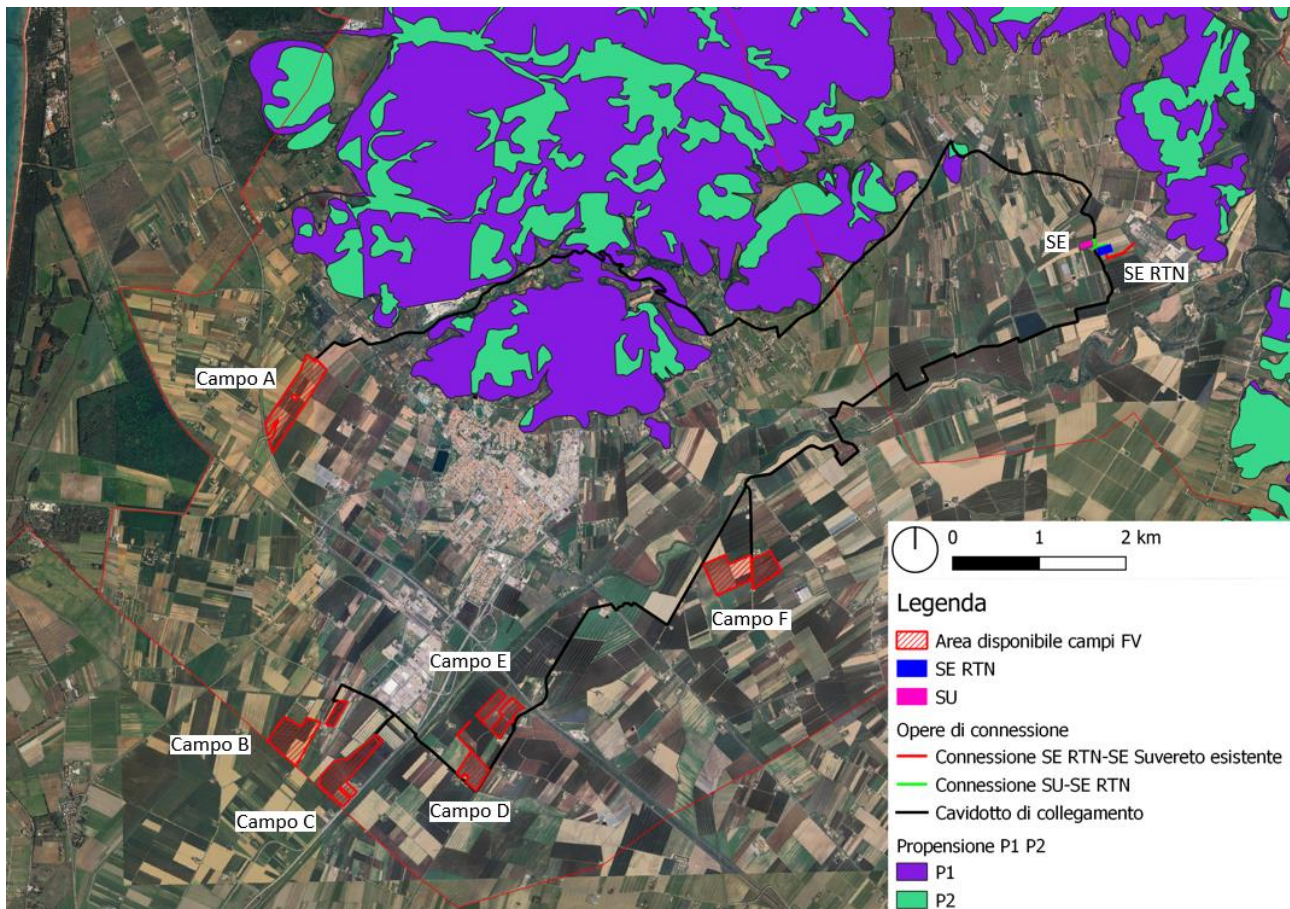 SE
SE RTN
Campo A
Campo F
Campo E
Campo B
Campo D
Campo C
0 1 2 km
Legenda
Area disponibile campi FV
SE RTN
SU
Opere di connessione
Connessione SE RTN-SE Suvereto esistente
Connessione SU-SE RTN
Cavidotto di collegamento
Propensione P1 P2
P1
P2